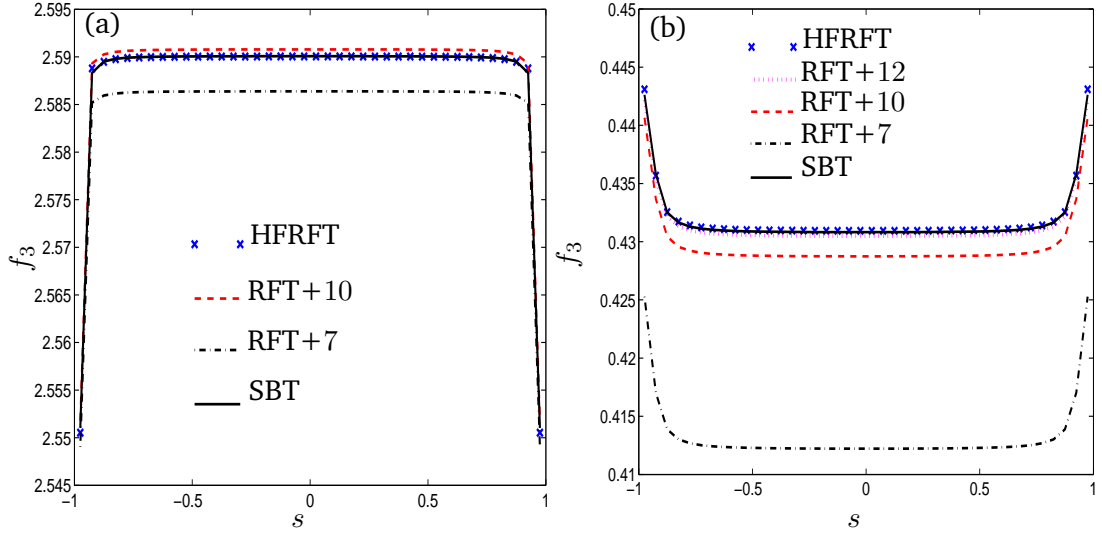 (a)
2.595
2.59
2.585
2.58
2.575
2.57
2.565
2.56
2.555
2.55
2.545
f₃
HFRFT
RFT+10
RFT+7
SBT
−1
−0.5
0
0.5
1
s
(b)
0.45
0.445
0.44
0.435
0.43
0.425
0.42
0.415
0.41
f₃
HFRFT
RFT+12
RFT+10
RFT+7
SBT
−1
−0.5
0
0.5
1
s